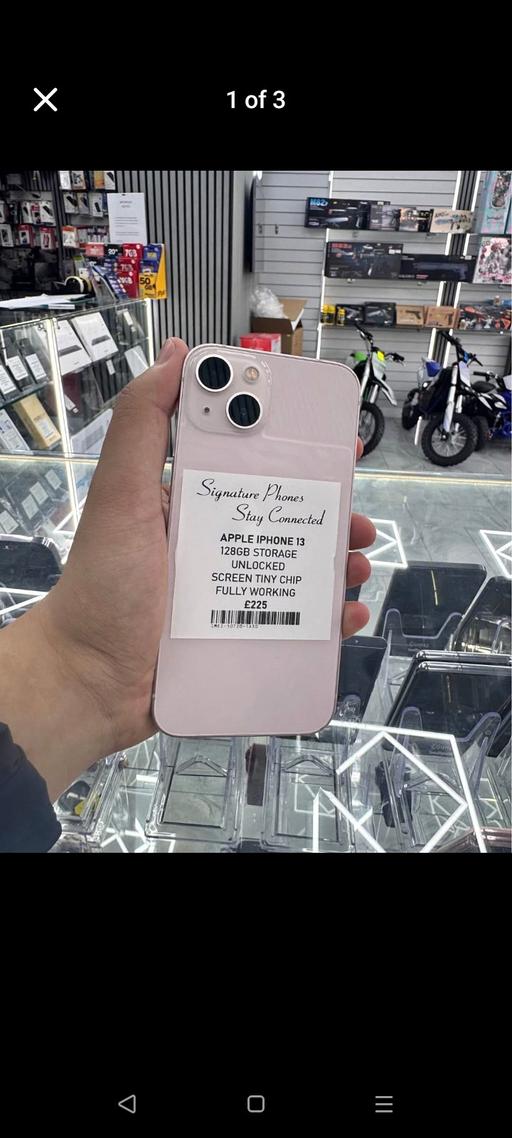 1 of 3
Signature Phones
Stay Connected
APPLE IPHONE 13
128GB STORAGE
UNLOCKED
SCREEN TINY CHIP
FULLY WORKING
£225